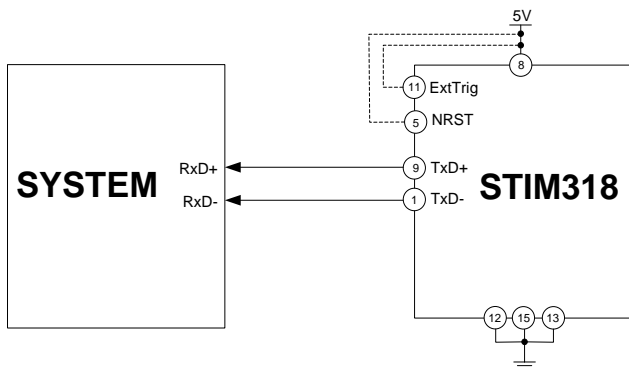 5V
8
11 ExtTrig
5 NRST
RxD+ 9 TxD+
SYSTEM STIM318
RxD- 1 TxD-
12 15 13